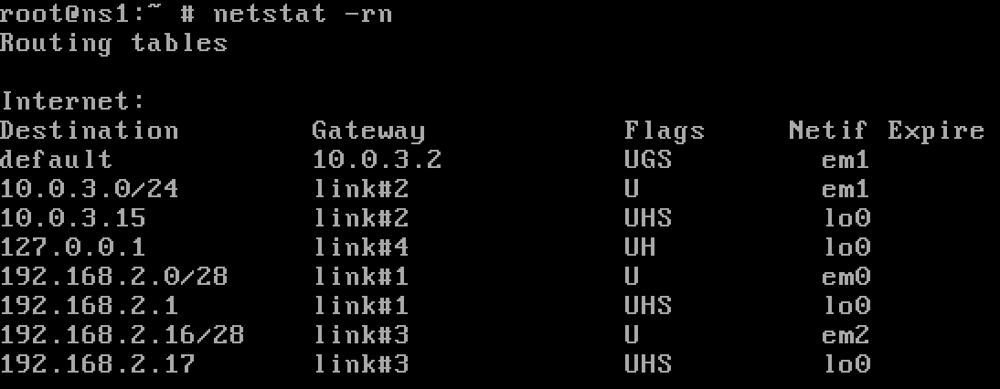 root@ns1:~ # netstat -rn
Routing tables
Internet:
Destination Gateway Flags Netif Expire
default 10.0.3.2 UGS em1
10.0.3.0/24 link#2 U em1
10.0.3.15 link#2 UHS lo0
127.0.0.1 link#4 UH lo0
192.168.2.0/28 link#1 U em0
192.168.2.1 link#1 UHS lo0
192.168.2.16/28 link#3 U em2
192.168.2.17 link#3 UHS lo0